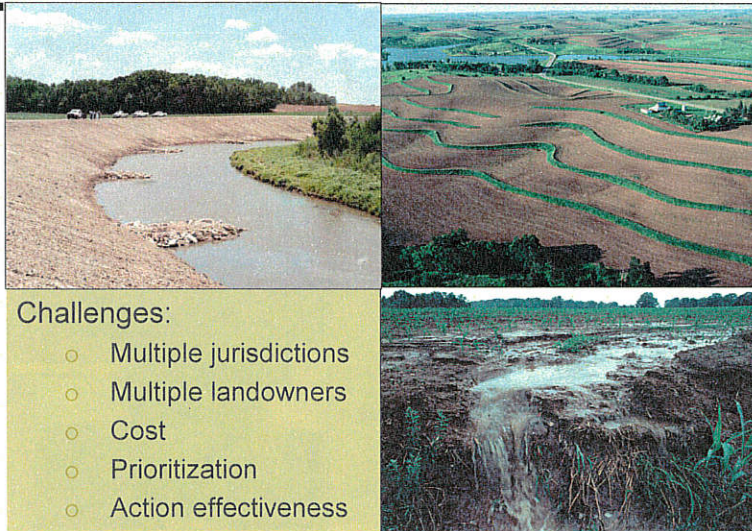 Challenges:
Multiple jurisdictions
Multiple landowners
Cost
Prioritization
Action effectiveness